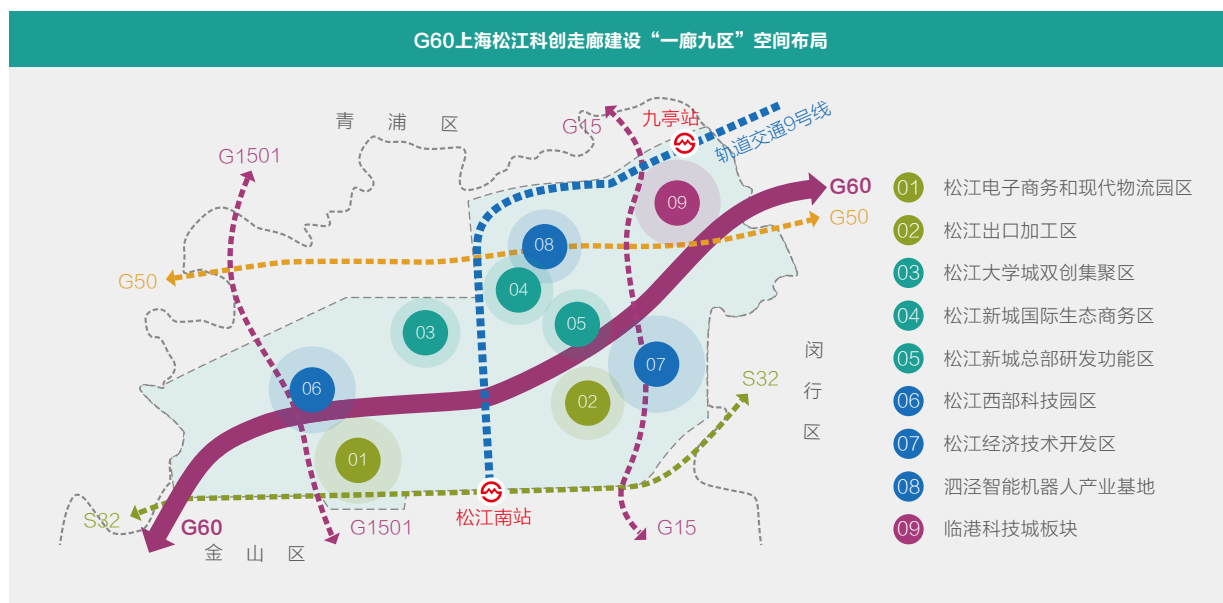 G60上海松江科创走廊建设“一廊九区”空间布局
青浦区
G15
九亭站
轨道交通9号线
G1501
G60
G50
G50
09
08
04
03
05
06
07
02
01
闵行区
S32
S32
G60
金山区
G1501
松江南站
G15
01 松江电子商务和现代物流园区
02 松江出口加工区
03 松江大学城双创集聚区
04 松江新城国际生态商务区
05 松江新城总部研发功能区
06 松江西部科技园区
07 松江经济技术开发区
08 泗泾智能机器人产业基地
09 临港科技城板块